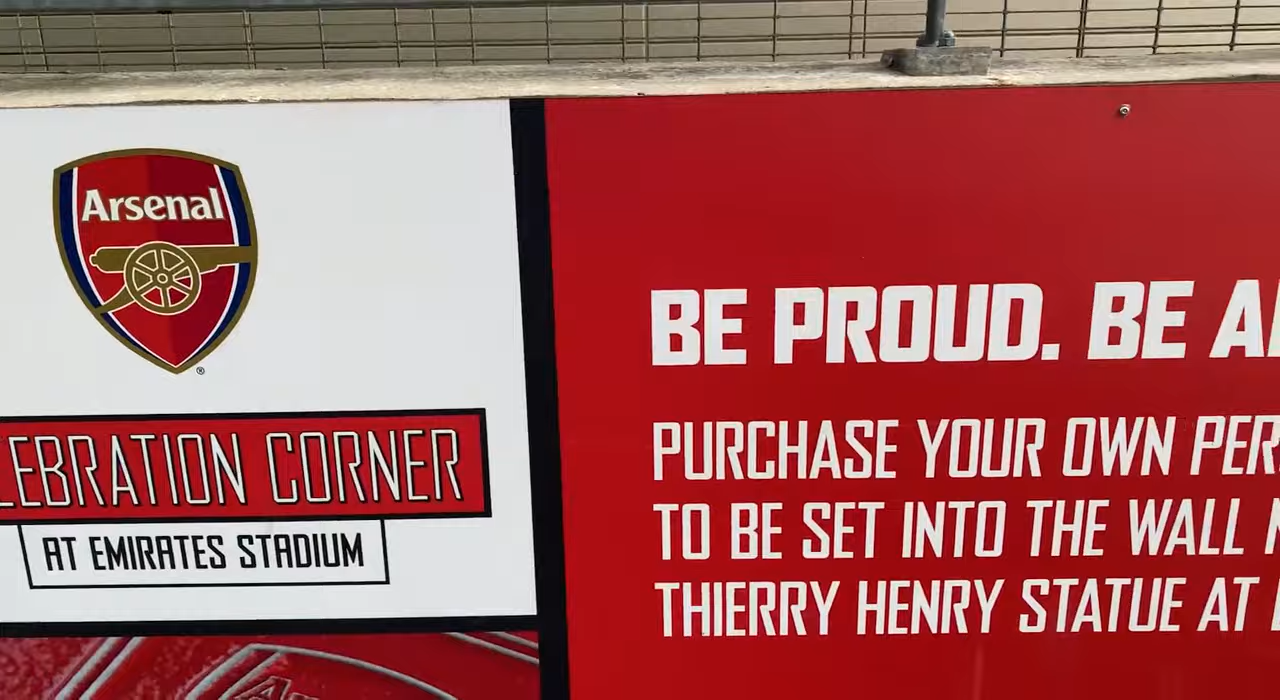 Arsenal
®
LEBRATION CORNER
AT EMIRATES STADIUM
BE PROUD. BE
PURCHASE YOUR OWN PER
TO BE SET INTO THE WALL
THIERRY HENRY STATUE AT